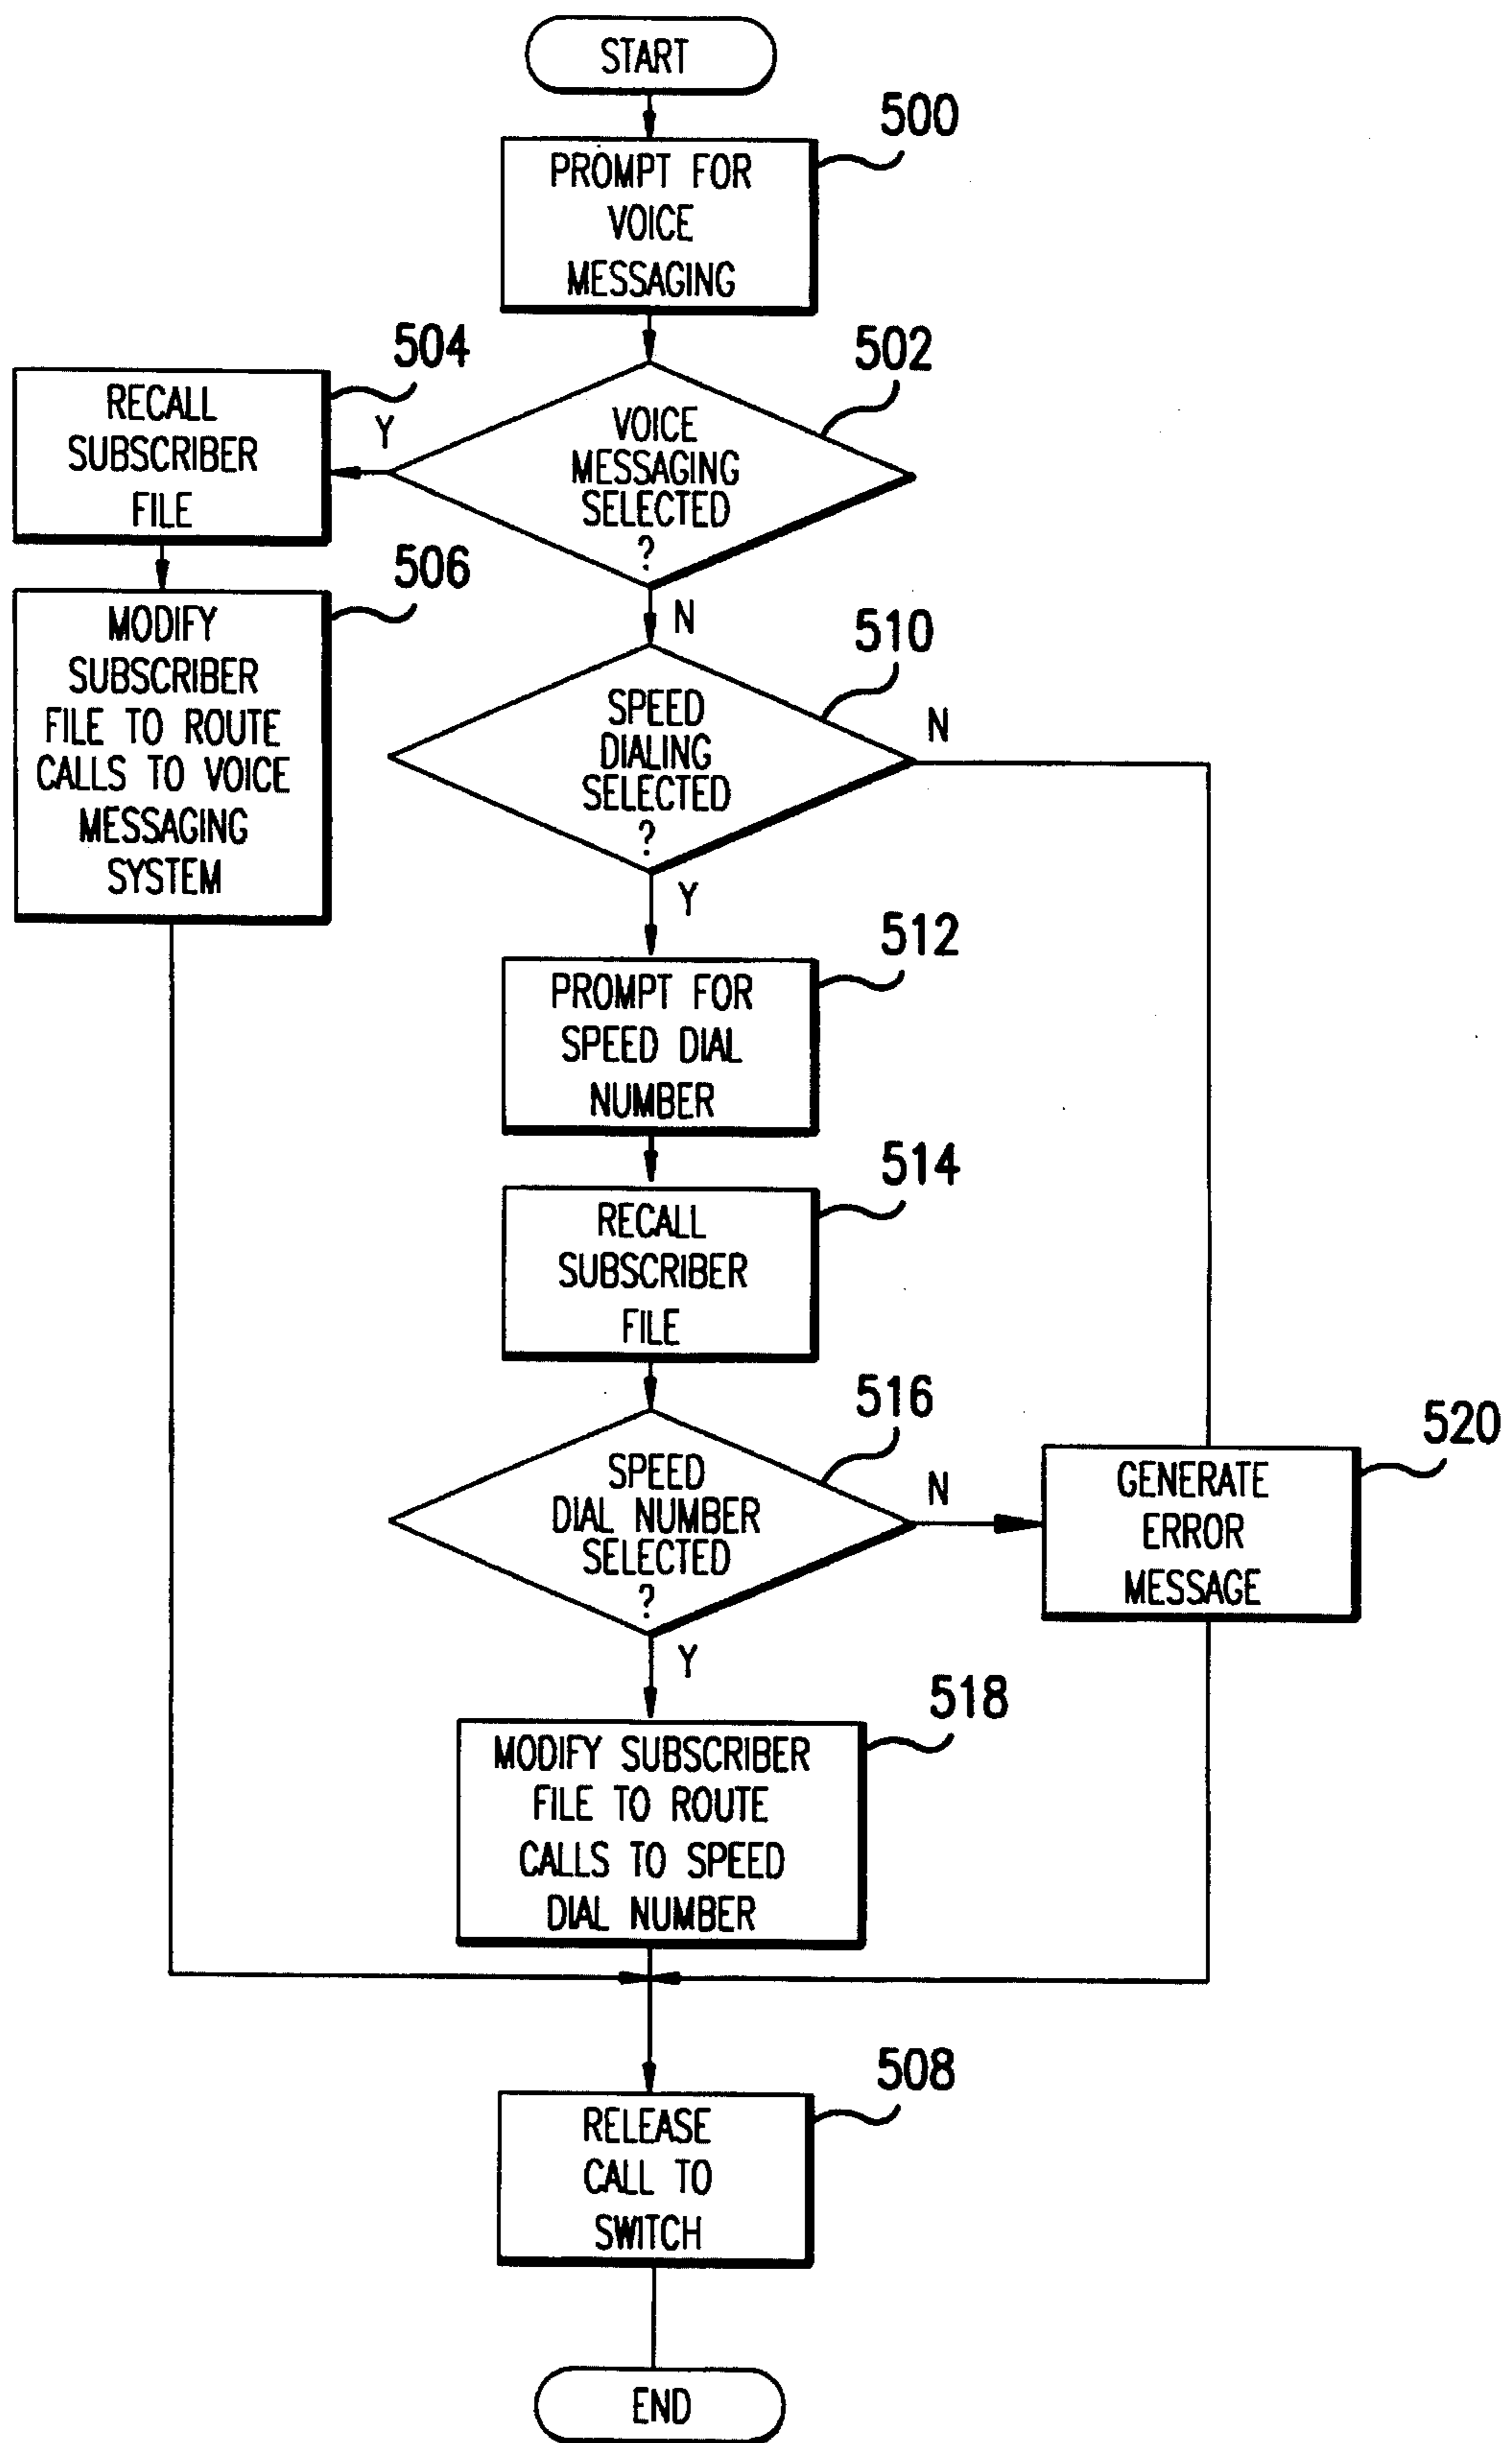 START
500
PROMPT FOR
VOICE
MESSAGING
502
504
RECALL
SUBSCRIBER
FILE
Y
VOICE
MESSAGING
SELECTED
?
506
MODIFY
SUBSCRIBER
FILE TO ROUTE
CALLS TO VOICE
MESSAGING
SYSTEM
N
510
SPEED
DIALING
SELECTED
?
N
Y
512
PROMPT FOR
SPEED DIAL
NUMBER
514
RECALL
SUBSCRIBER
FILE
516
SPEED
DIAL NUMBER
SELECTED
?
N
520
GENERATE
ERROR
MESSAGE
Y
518
MODIFY SUBSCRIBER
FILE TO ROUTE
CALLS TO SPEED
DIAL NUMBER
508
RELEASE
CALL TO
SWITCH
END